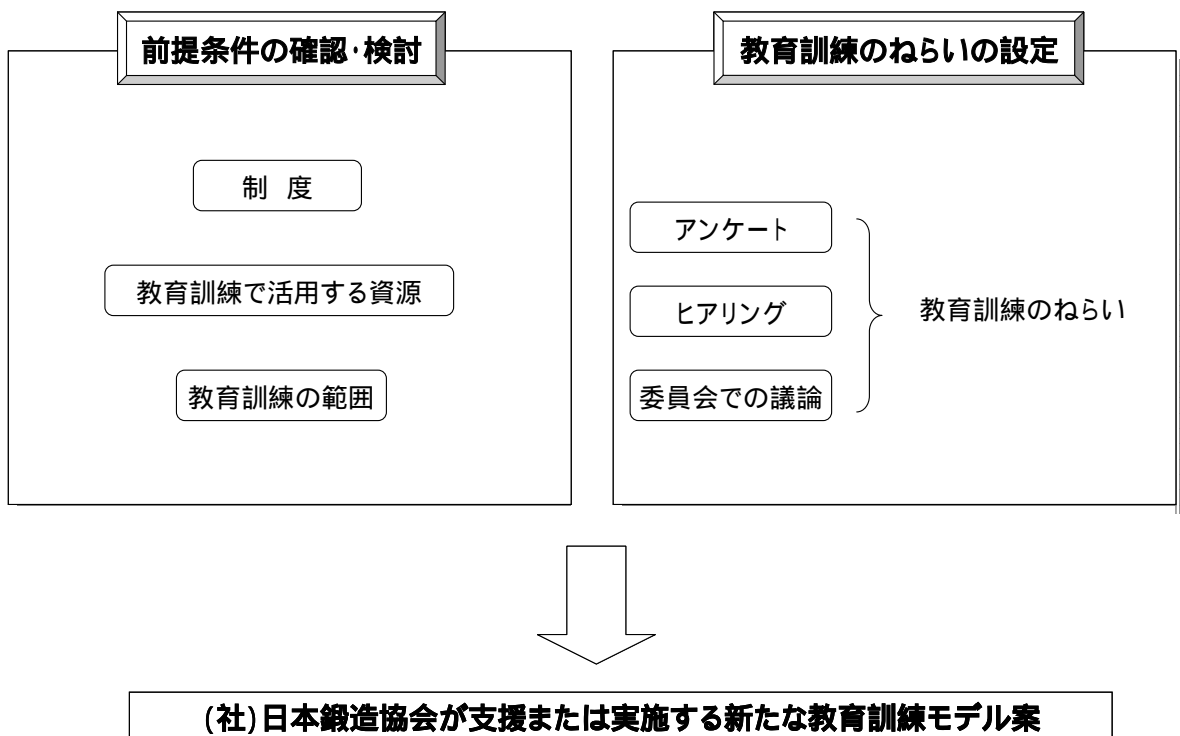 前提条件の確認・検討
制 度
教育訓練で活用する資源
教育訓練の範囲
教育訓練のねらいの設定
アンケート
ヒアリング
委員会での議論
教育訓練のねらい
(社)日本鍛造協会が支援または実施する新たな教育訓練モデル案